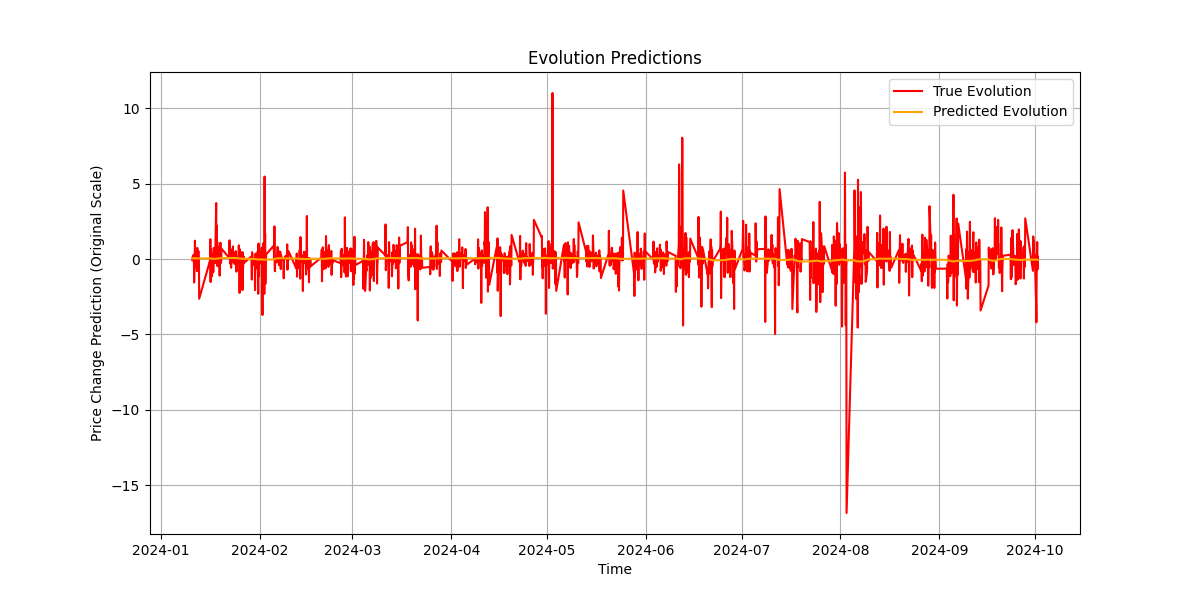 Evolution Predictions
True Evolution
Predicted Evolution
Price Change Prediction (Original Scale)
10
5
0
−5
−10
−15
2024-01 2024-02 2024-03 2024-04 2024-05 2024-06 2024-07 2024-08 2024-09 2024-10
Time